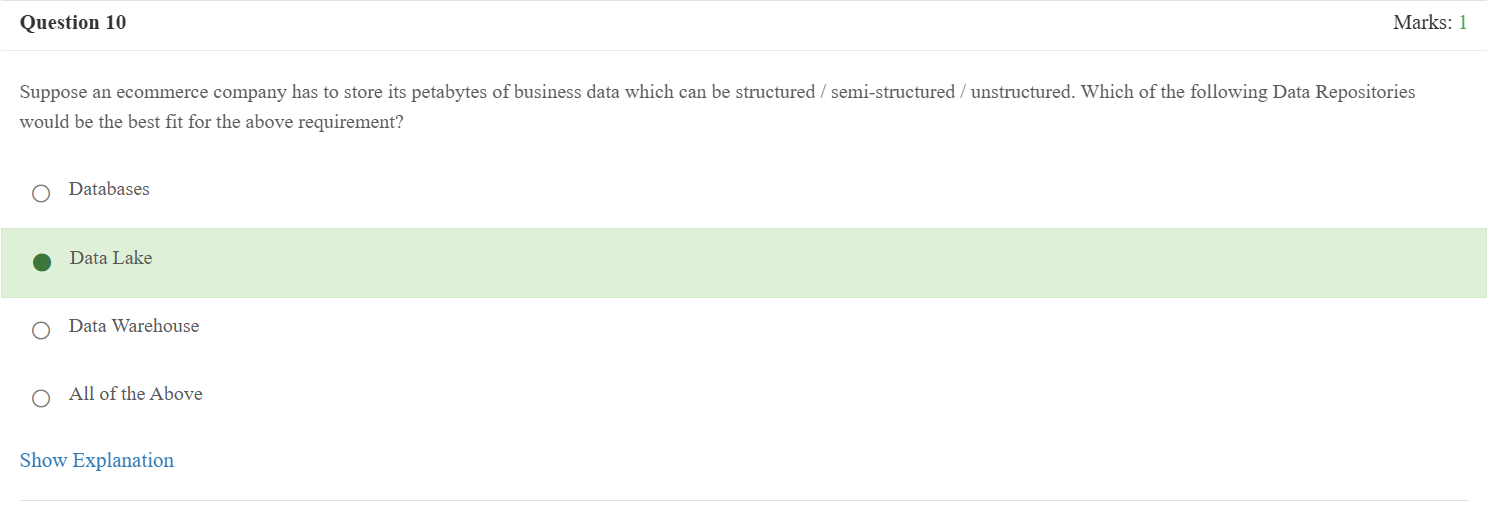 Question 10
Marks: 1
Suppose an ecommerce company has to store its petabytes of business data which can be structured / semi-structured / unstructured. Which of the following Data Repositories
would be the best fit for the above requirement?
Databases
Data Lake
Data Warehouse
All of the Above
Show Explanation